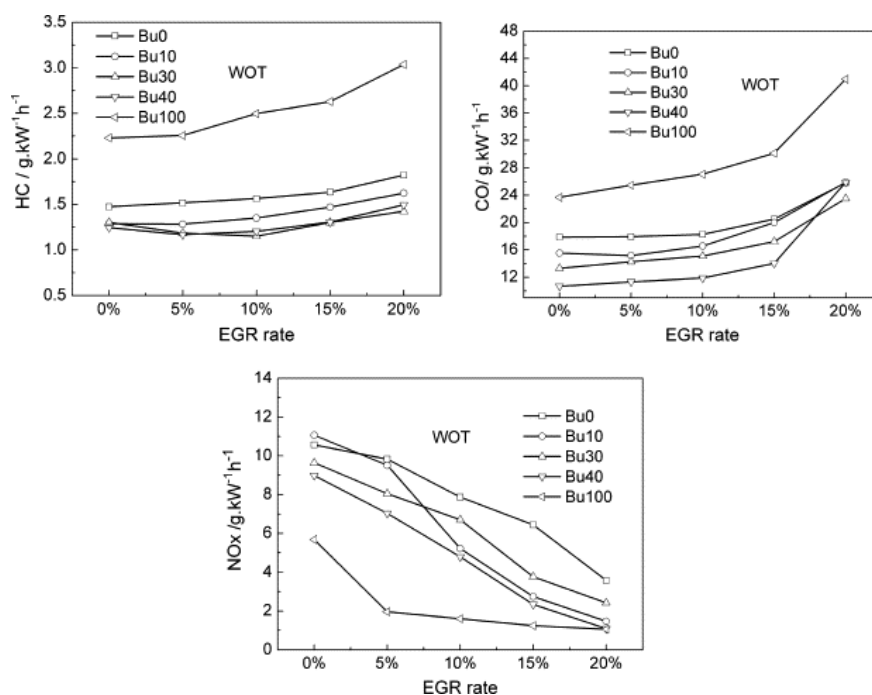 3.5
3.0
2.5
2.0
1.5
1.0
0.5
HC / g.kW⁻¹h⁻¹
Bu0
Bu10
Bu30
Bu40
Bu100
WOT
0% 5% 10% 15% 20%
EGR rate
48
44
40
36
32
28
24
20
16
12
CO/ g.kW⁻¹h⁻¹
Bu0
Bu10
Bu30
Bu40
Bu100
WOT
0% 5% 10% 15% 20%
EGR rate
14
12
10
8
6
4
2
0
NOx /g.kW⁻¹h⁻¹
WOT
Bu0
Bu10
Bu30
Bu40
Bu100
0% 5% 10% 15% 20%
EGR rate